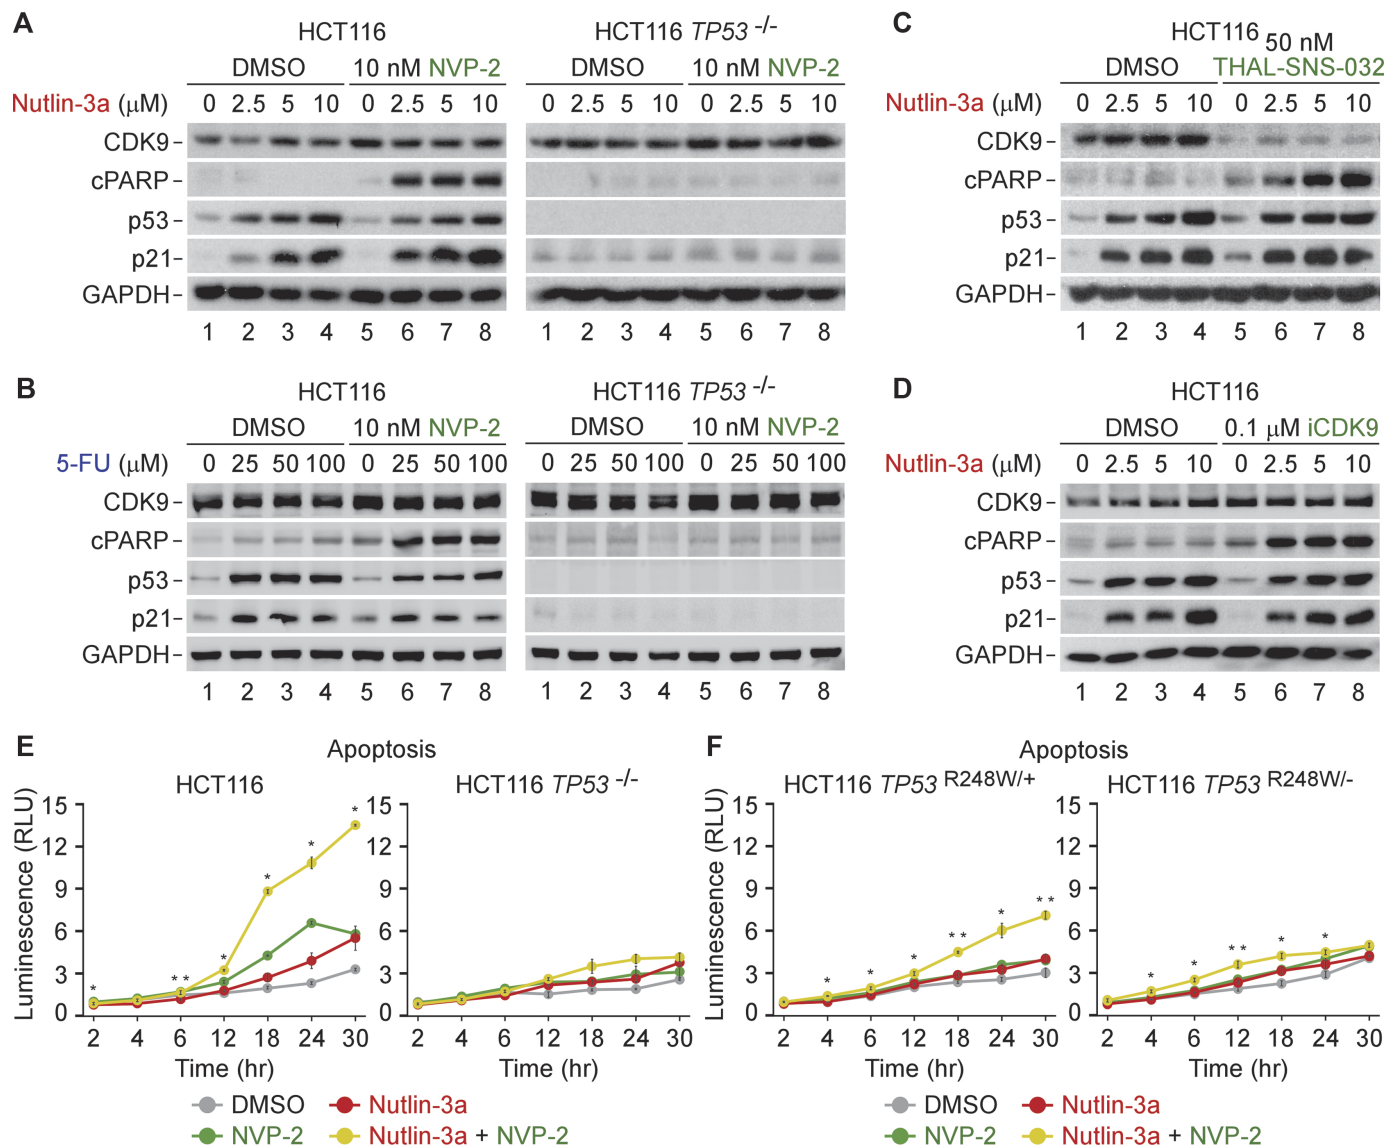 A
HCT116
HCT116 TP53 -/-
DMSO 10 nM NVP-2 DMSO 10 nM NVP-2
Nutlin-3a (µM) 0 2.5 5 10 0 2.5 5 10 0 2.5 5 10 0 2.5 5 10
CDK9
cPARP
p53
p21
GAPDH
1 2 3 4 5 6 7 8 1 2 3 4 5 6 7 8
C
HCT116
DMSO 50 nM THAL-SNS-032
Nutlin-3a (µM) 0 2.5 5 10 0 2.5 5 10
CDK9
cPARP
p53
p21
GAPDH
1 2 3 4 5 6 7 8
B
HCT116
HCT116 TP53 -/-
DMSO 10 nM NVP-2 DMSO 10 nM NVP-2
5-FU (µM) 0 25 50 100 0 25 50 100 0 25 50 100 0 25 50 100
CDK9
cPARP
p53
p21
GAPDH
1 2 3 4 5 6 7 8 1 2 3 4 5 6 7 8
D
HCT116
DMSO 0.1 µM iCDK9
Nutlin-3a (µM) 0 2.5 5 10 0 2.5 5 10
CDK9
cPARP
p53
p21
GAPDH
1 2 3 4 5 6 7 8
E
Apoptosis
HCT116
HCT116 TP53 -/-
Luminescence (RLU)
15 12 9 6 3 0
* ** * * * *
2 4 6 12 18 24 30
Time (hr)
15 12 9 6 3 0
2 4 6 12 18 24 30
Time (hr)
DMSO Nutlin-3a
NVP-2 Nutlin-3a + NVP-2
F
Apoptosis
HCT116 TP53 R248W/+
HCT116 TP53 R248W/-
Luminescence (RLU)
15 12 9 6 3 0
* * * ** * **
2 4 6 12 18 24 30
Time (hr)
15 12 9 6 3 0
* * ** * *
2 4 6 12 18 24 30
Time (hr)
DMSO Nutlin-3a
NVP-2 Nutlin-3a + NVP-2